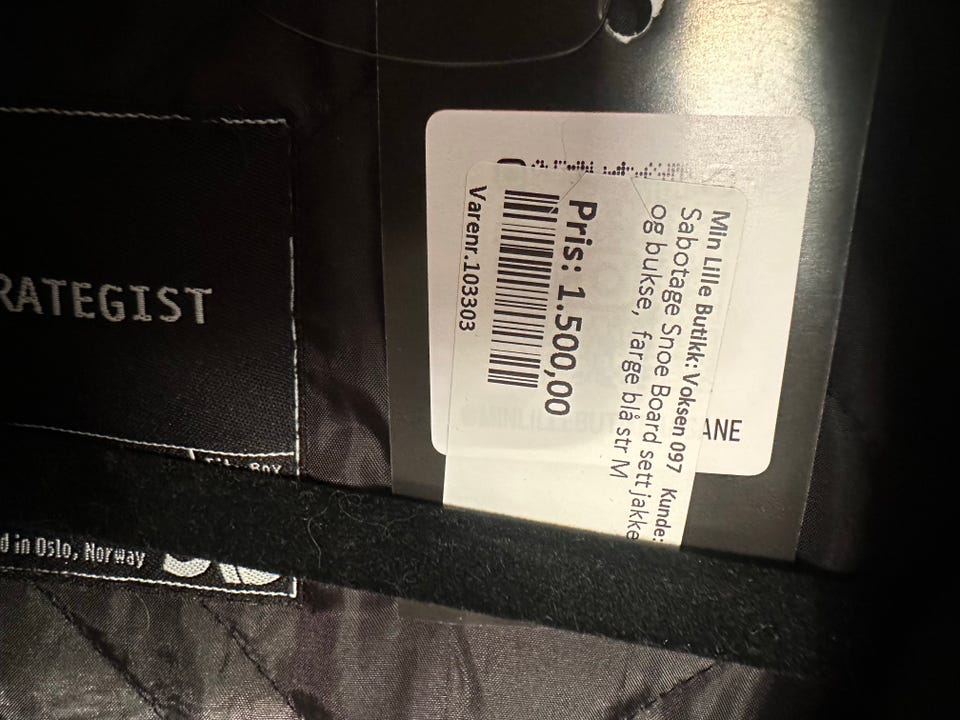 RATEGIST
d in Oslo, Norway
Min Lille Butikk: Voksen 097 Kunde:
Sabotage Snoe Board sett jakke
og bukse, farge blå str M
Pris: 1.500,00
Varenr.103303
ANE